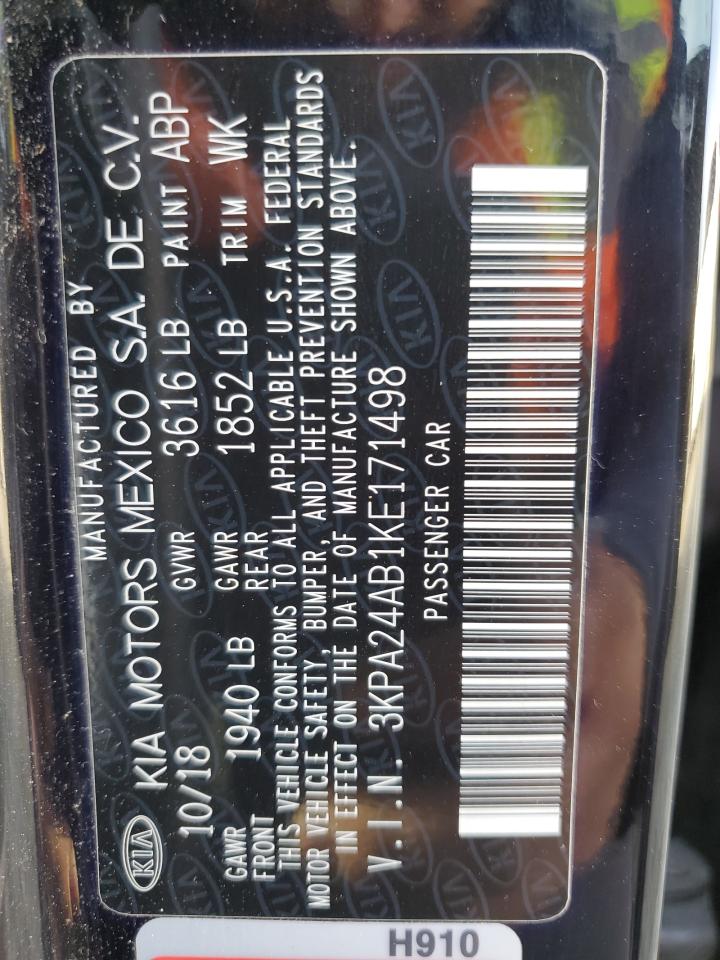 MANUFACTURED BY
KIA KIA MOTORS MEXICO S.A. DE C.V.
10/18 GVWR 3616 LB PAINT ABP
GAWR FRONT 1940 LB GAWR REAR 1852 LB TRIM WK
THIS VEHICLE CONFORMS TO ALL APPLICABLE U.S.A. FEDERAL
MOTOR VEHICLE SAFETY, BUMPER, AND THEFT PREVENTION STANDARDS
IN EFFECT ON THE DATE OF MANUFACTURE SHOWN ABOVE.
V.I.N. 3KPA24AB1KE171498
PASSENGER CAR
H910